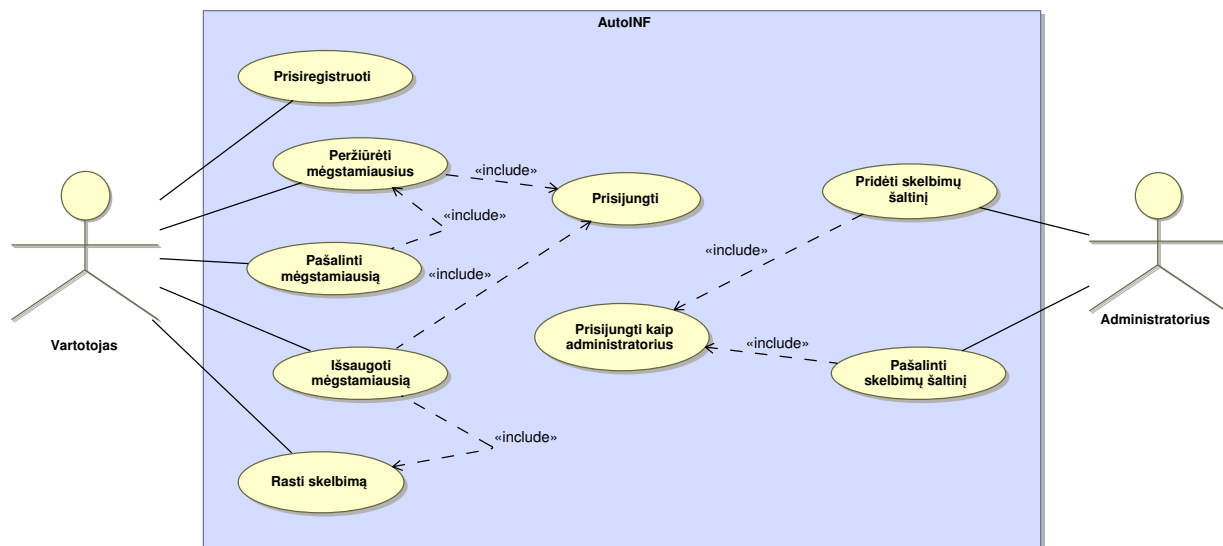 AutoINF
Prisiregistruoti
Peržiūrėti
mėgstamiausius
«include»
Prisijungti
Pridėti skelbimų
šaltinį
«include»
«include»
Pašalinti
mėgstamiausią
«include»
Vartotojas
Administratorius
Prisijungti kaip
administratorius
«include»
Išsaugoti
mėgstamiausią
Pašalinti
skelbimų šaltinį
«include»
Rasti skelbimą